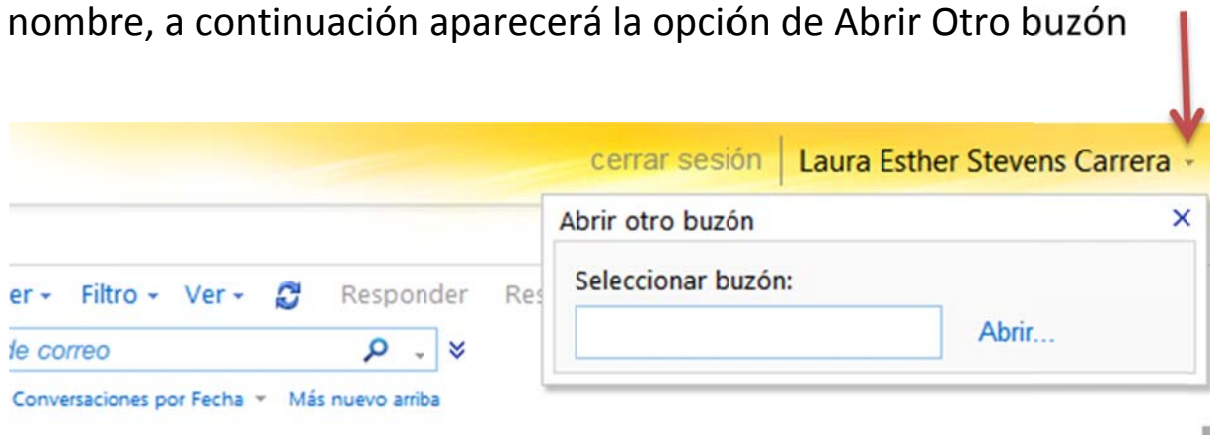 nombre, a continuación aparecerá la opción de Abrir Otro buzón
cerrar sesión Laura Esther Stevens Carrera
Abrir otro buzón
Seleccionar buzón:
er Filtro Ver Responder Res
Abrir...
de correo
Conversaciones por Fecha Más nuevo arriba